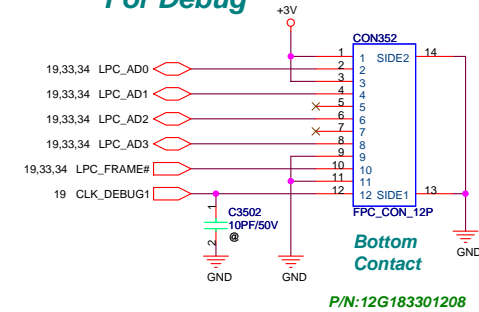 For Debug
+3V
CON352
1 1 SIDE2 14
2 2
3 3
4 4
5 5
6 6
7 7
8 8
9 9
10 10
11 11
12 12 SIDE1 13
19,33,34 LPC_AD0
19,33,34 LPC_AD1
19,33,34 LPC_AD2
19,33,34 LPC_AD3
19,33,34 LPC_FRAME#
19 CLK_DEBUG1
FPC_CON_12P
1
C3502
10PF/50V
@
2
GND
GND
GND
Bottom
Contact
P/N:12G183301208